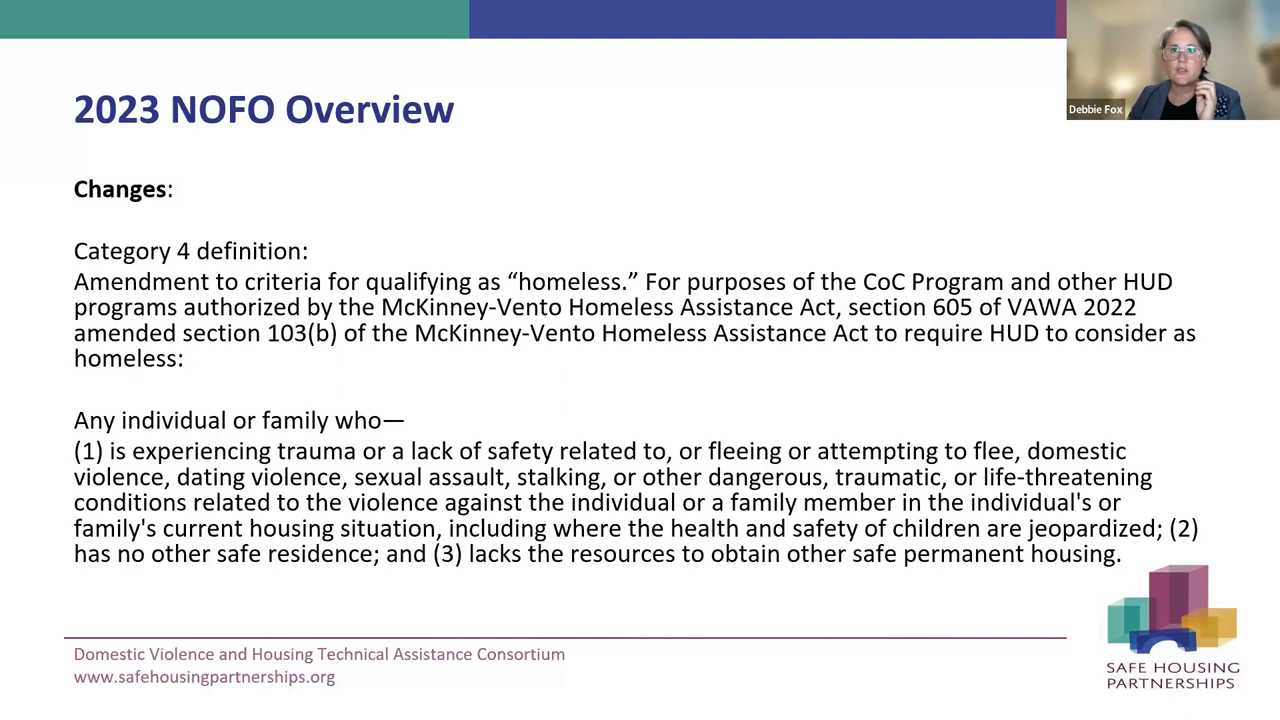 2023 NOFO Overview
Debbie Fox
Changes:
Category 4 definition:
Amendment to criteria for qualifying as “homeless.” For purposes of the CoC Program and other HUD
programs authorized by the McKinney-Vento Homeless Assistance Act, section 605 of VAWA 2022
amended section 103(b) of the McKinney-Vento Homeless Assistance Act to require HUD to consider as
homeless:
Any individual or family who—
(1) is experiencing trauma or a lack of safety related to, or fleeing or attempting to flee, domestic
violence, dating violence, sexual assault, stalking, or other dangerous, traumatic, or life-threatening
conditions related to the violence against the individual or a family member in the individual's or
family's current housing situation, including where the health and safety of children are jeopardized; (2)
has no other safe residence; and (3) lacks the resources to obtain other safe permanent housing.
Domestic Violence and Housing Technical Assistance Consortium
www.safehousingpartnerships.org
SAFE HOUSING
PARTNERSHIPS